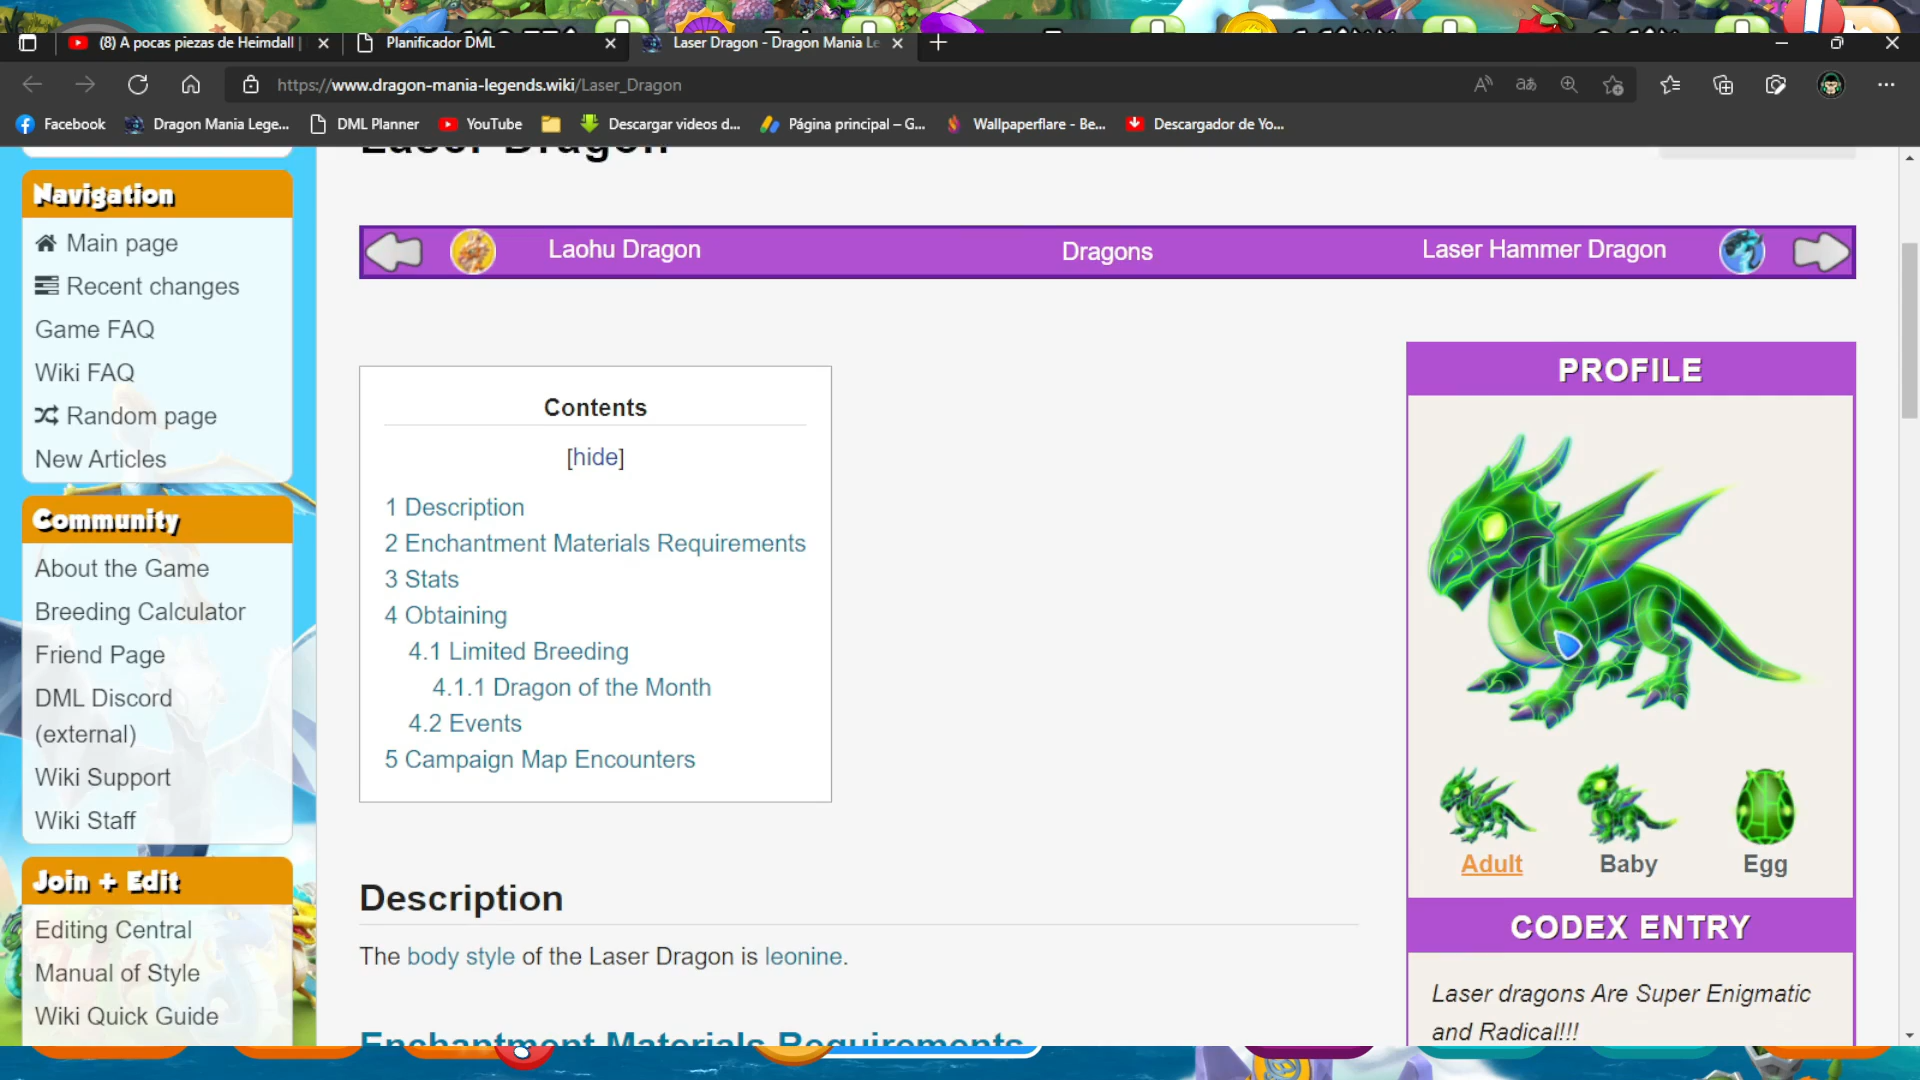 (8) A pocas piezas de Heimdall |
Planificador DML
Laser Dragon - Dragon Mania Le
https://www.dragon-mania-legends.wiki/Laser_Dragon
Facebook
Dragon Mania Lege...
DML Planner
YouTube
Descargar videos d...
Página principal – G...
Wallpaperflare - Be...
Descargador de Yo...
Laser Dragon
Navigation
Main page
Recent changes
Game FAQ
Wiki FAQ
Random page
New Articles
Community
About the Game
Breeding Calculator
Friend Page
DML Discord
(external)
Wiki Support
Wiki Staff
Join + Edit
Editing Central
Manual of Style
Wiki Quick Guide
Laohu Dragon
Dragons
Laser Hammer Dragon
Contents
[hide]
1 Description
2 Enchantment Materials Requirements
3 Stats
4 Obtaining
4.1 Limited Breeding
4.1.1 Dragon of the Month
4.2 Events
5 Campaign Map Encounters
Description
The body style of the Laser Dragon is leonine.
Enchantment Materials Requirements
PROFILE
Adult
Baby
Egg
CODEX ENTRY
Laser dragons Are Super Enigmatic
and Radical!!!